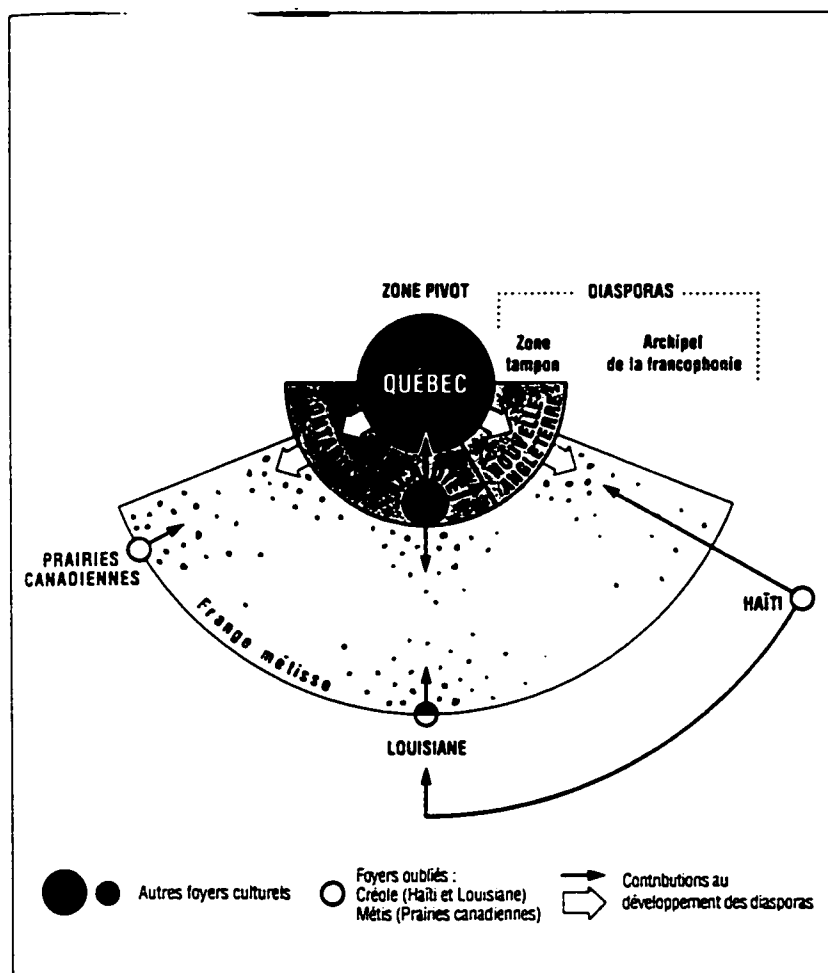 ZONE PIVOT
DIASPORAS
Zone
tampon
Archipel
de la francophonie
QUÉBEC
NOUVELLE
ANGLETERRE
PRAIRIES
CANADIENNES
HAÏTI
Frange métisse
LOUISIANE
Autres foyers culturels
Foyers oubliés :
Créole (Haïti et Louisiane)
Métis (Prairies canadiennes)
Contributions au
développement des diasporas